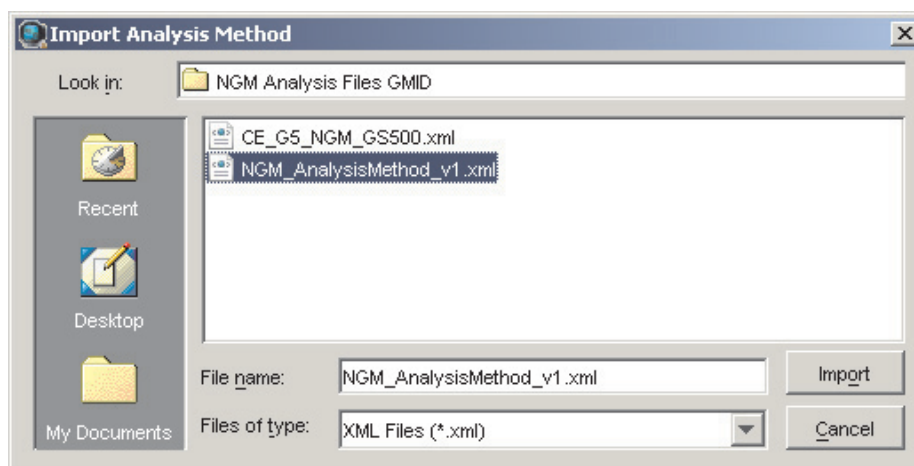 Import Analysis Method
Look in: NGM Analysis Files GMID
CE_G5_NGM_GS500.xml
NGM_AnalysisMethod_v1.xml
Recent
Desktop
My Documents
File name: NGM_AnalysisMethod_v1.xml Import
Files of type: XML Files (*.xml) Cancel